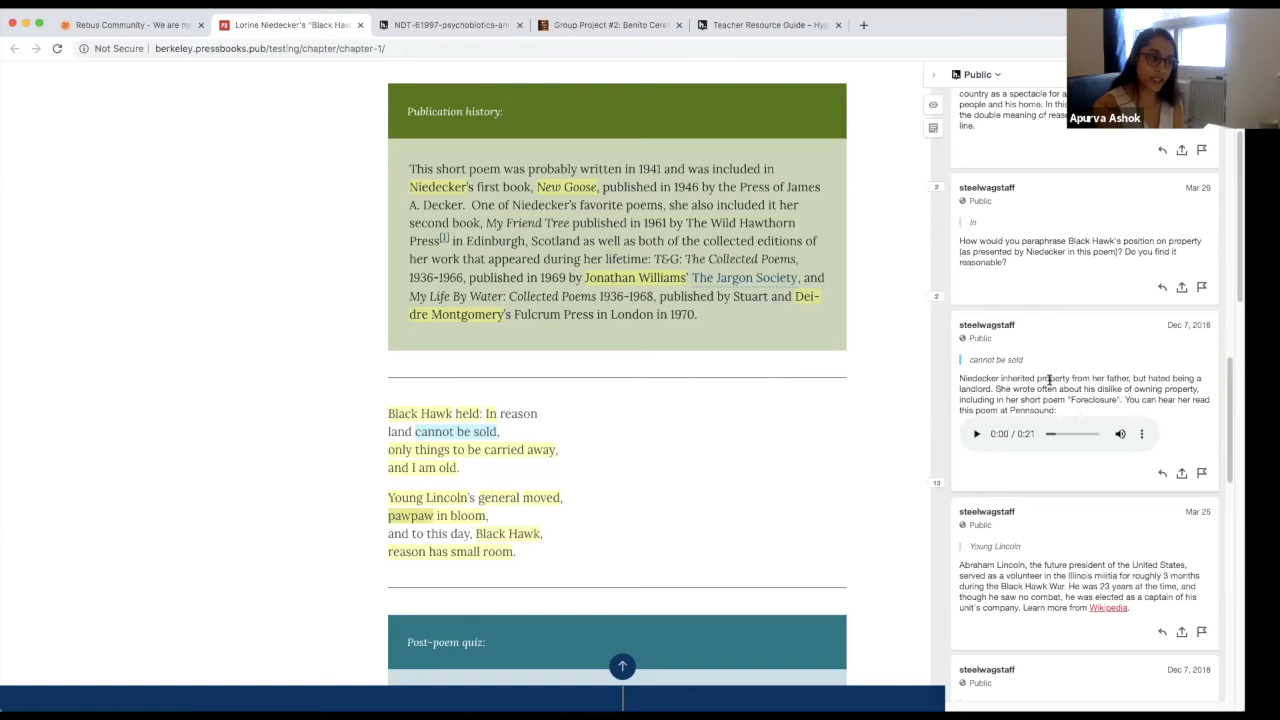 Rebus Community – We are ma
Lorine Niedecker's "Black Haw
NDT-61997-psychobiotics-an
Group Project #2: Benito Cere
Teacher Resource Guide – Hyp
Not Secure | berkeley.pressbooks.pub/testing/chapter/chapter-1/
Publication history:
This short poem was probably written in 1941 and was included in
Niedecker's first book, New Goose, published in 1946 by the Press of James
A. Decker. One of Niedecker's favorite poems, she also included it her
second book, My Friend Tree published in 1961 by The Wild Hawthorn
Press[1] in Edinburgh, Scotland as well as both of the collected editions of
her work that appeared during her lifetime: T&G: The Collected Poems,
1936-1966, published in 1969 by Jonathan Williams' The Jargon Society, and
My Life By Water: Collected Poems 1936-1968, published by Stuart and Dei-
dre Montgomery's Fulcrum Press in London in 1970.
Black Hawk held: In reason
land cannot be sold,
only things to be carried away,
and I am old.
Young Lincoln's general moved,
pawpaw in bloom,
and to this day, Black Hawk,
reason has small room.
Post-poem quiz:
Public
country as a spectacle for a
people and his home. In this
the double meaning of reas
line.
2
steelwagstaff Mar 26
Public
In
How would you paraphrase Black Hawk's position on property
(as presented by Niedecker in this poem)? Do you find it
reasonable?
2
steelwagstaff Dec 7, 2018
Public
cannot be sold
Niedecker inherited property from her father, but hated being a
landlord. She wrote often about his dislike of owning property,
including in her short poem "Foreclosure". You can hear her read
this poem at Pennsound:
0:00 / 0:21
13
steelwagstaff Mar 26
Public
Young Lincoln
Abraham Lincoln, the future president of the United States,
served as a volunteer in the Illinois militia for roughly 3 months
during the Black Hawk War. He was 23 years at the time, and
though he saw no combat, he was elected as a captain of his
unit's company. Learn more from Wikipedia.
steelwagstaff Dec 7, 2018
Public
Apurva Ashok